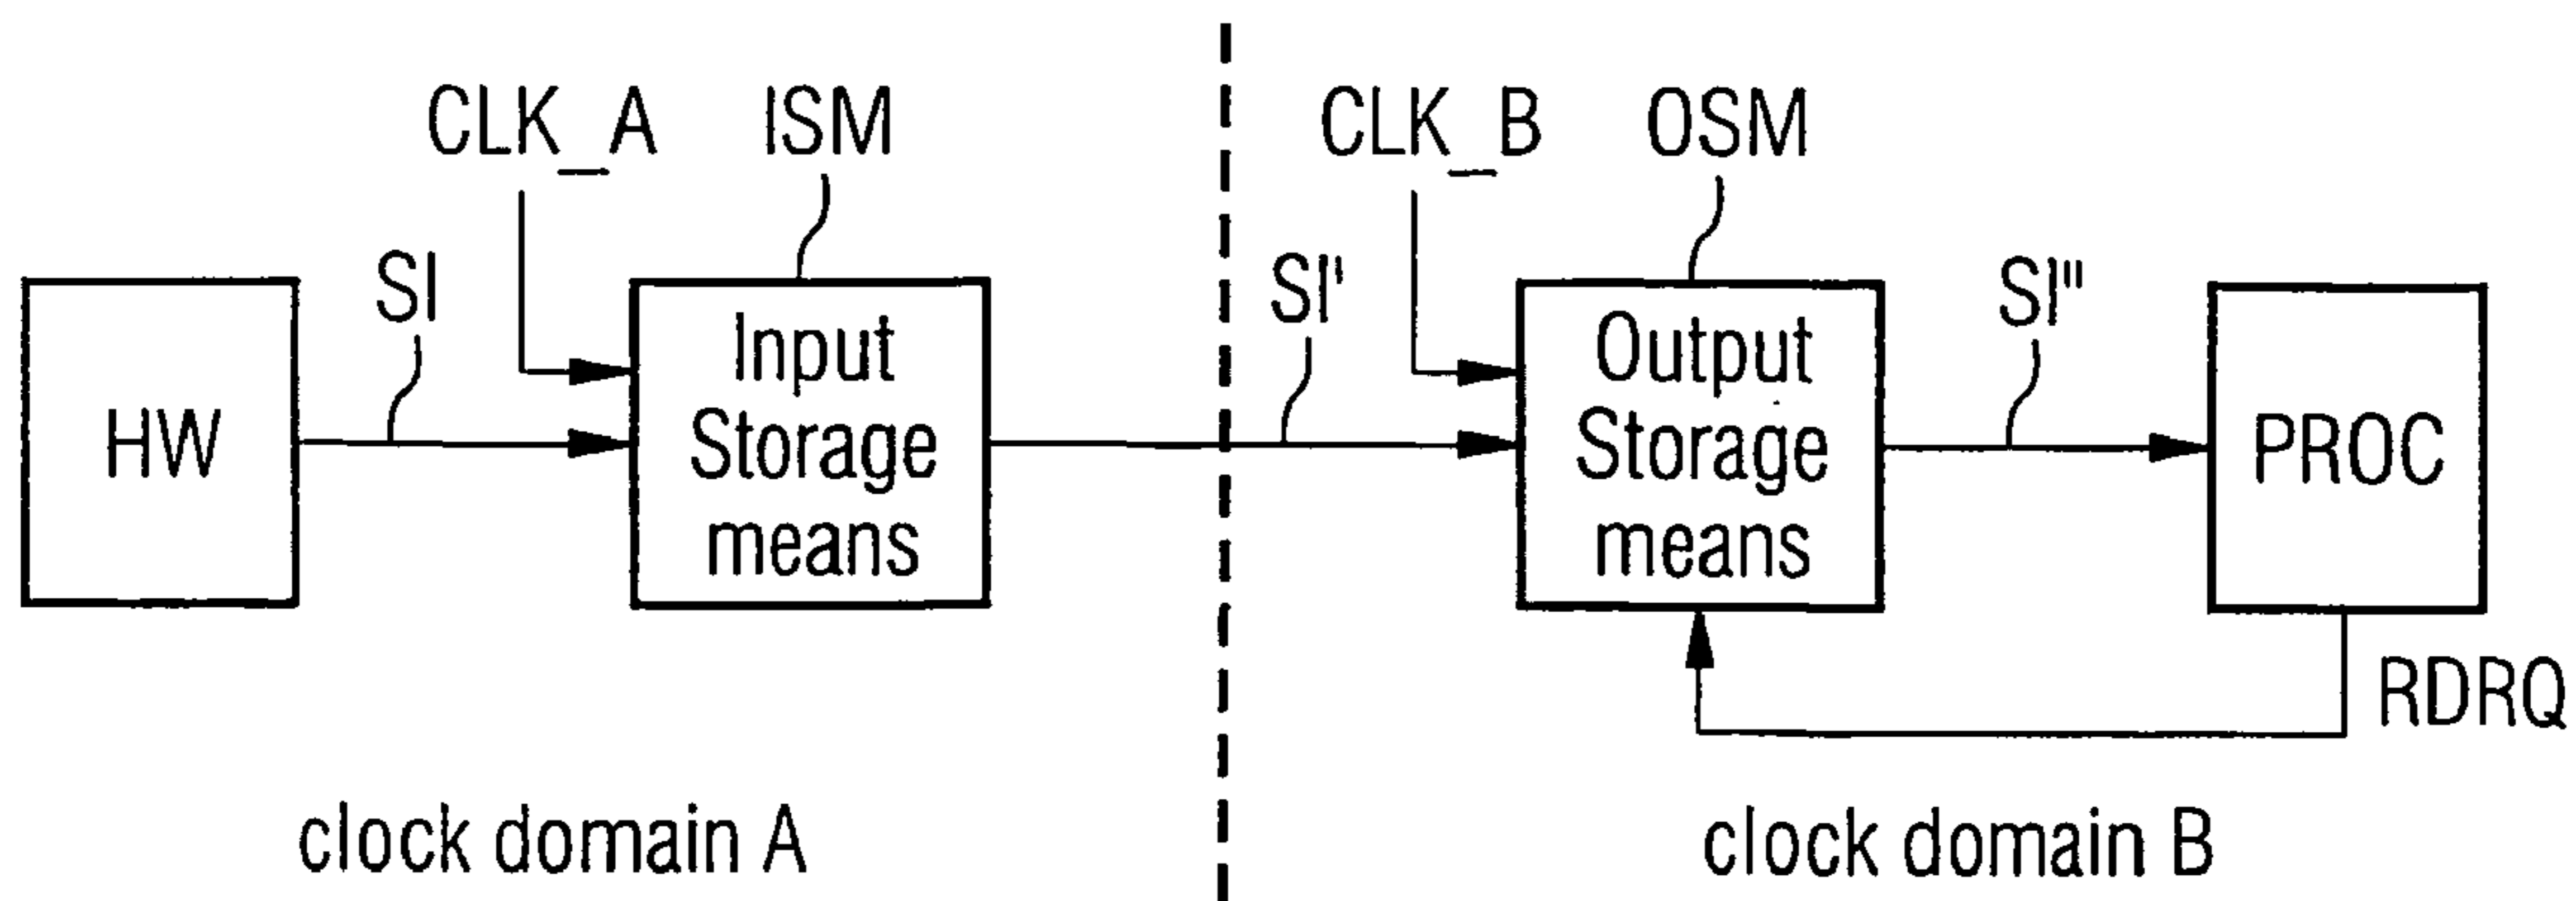 CLK_A
ISM
CLK_B
OSM
SI
SI'
SI"
HW
Input
Storage
means
Output
Storage
means
PROC
RDRQ
clock domain A
clock domain B